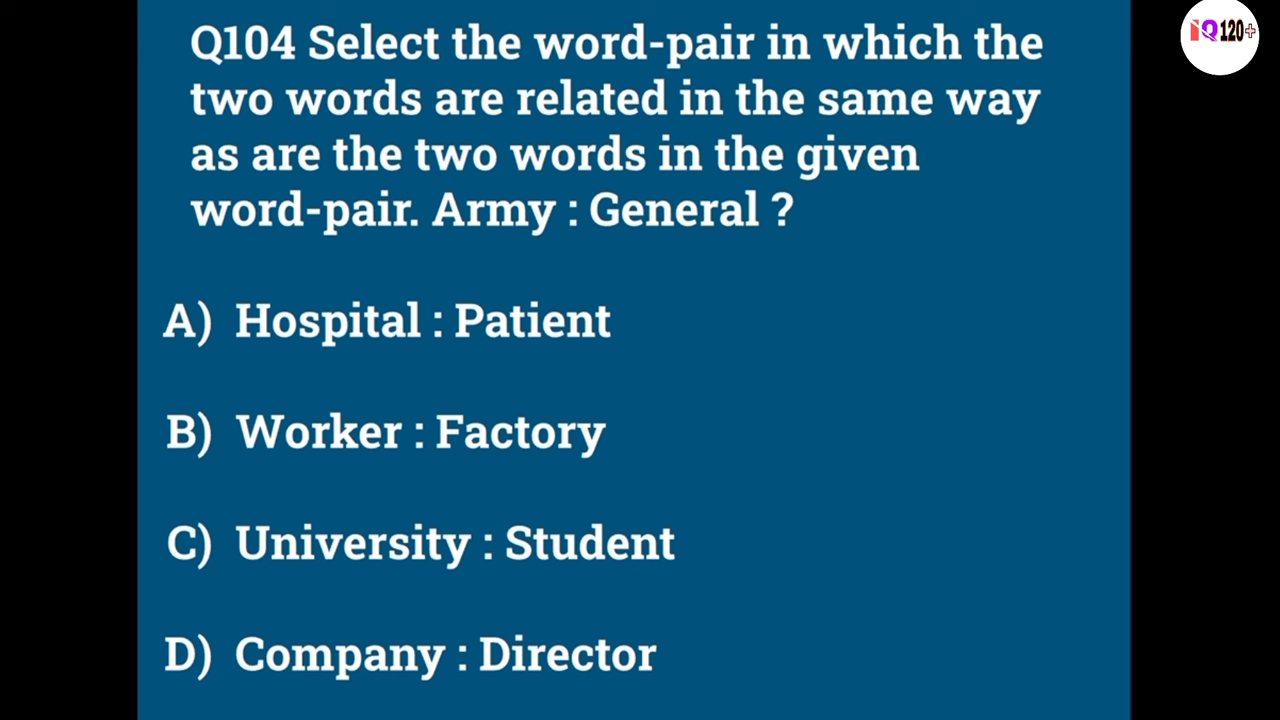 iQ120+
Q104 Select the word-pair in which the
two words are related in the same way
as are the two words in the given
word-pair. Army : General ?
A) Hospital : Patient
B) Worker : Factory
C) University : Student
D) Company : Director